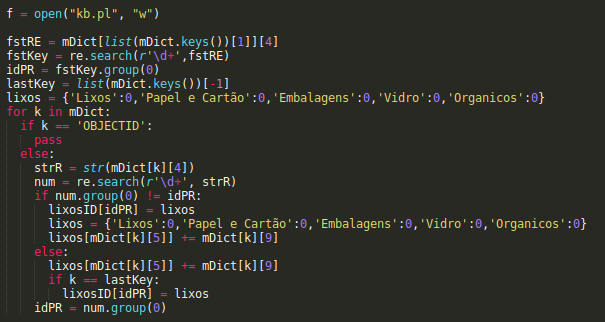 f = open("kb.pl", "w")

fstRE = mDict[list(mDict.keys())[1]][4]
fstKey = re.search(r'\d+',fstRE)
idPR = fstKey.group(0)
lastKey = list(mDict.keys())[-1]
lixos = {'Lixos':0,'Papel e Cartão':0,'Embalagens':0,'Vidro':0,'Organicos':0}
for k in mDict:
  if k == 'OBJECTID':
    pass
  else:
    strR = str(mDict[k][4])
    num = re.search(r'\d+', strR)
    if num.group(0) != idPR:
      lixosID[idPR] = lixos
      lixos = {'Lixos':0,'Papel e Cartão':0,'Embalagens':0,'Vidro':0,'Organicos':0}
      lixos[mDict[k][5]] += mDict[k][9]
    else:
      lixos[mDict[k][5]] += mDict[k][9]
      if k == lastKey:
        lixosID[idPR] = lixos
    idPR = num.group(0)